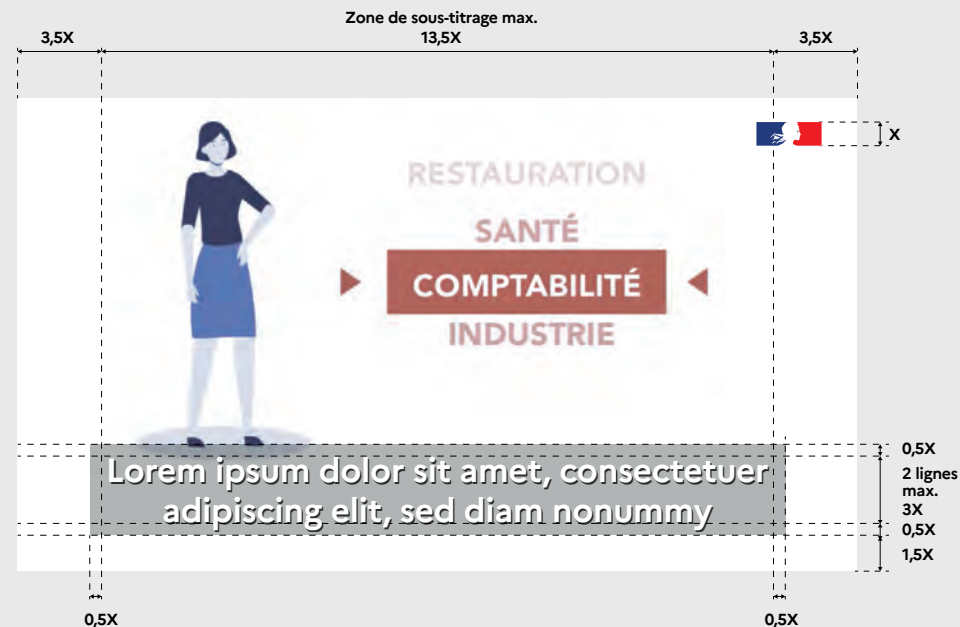 Zone de sous-titrage max.
3,5X
13,5X
3,5X
X
RESTAURATION
SANTÉ
COMPTABILITÉ
INDUSTRIE
Lorem ipsum dolor sit amet, consectetuer
adipiscing elit, sed diam nonummy
0,5X
2 lignes
max.
3X
0,5X
1,5X
0,5X
0,5X